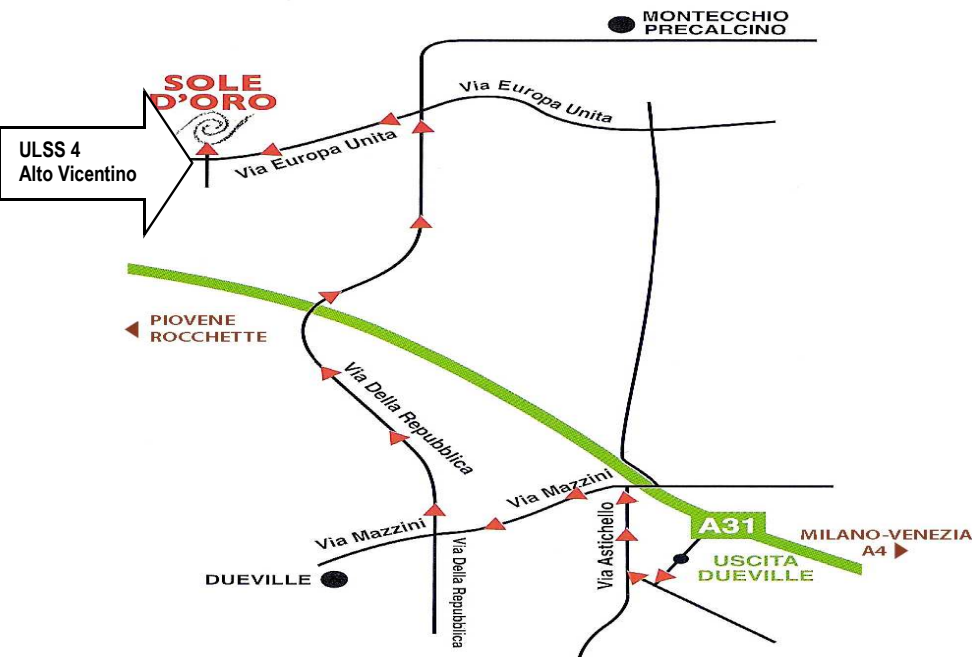 MONTECCHIO
PRECALCINO
SOLE
D'ORO
Via Europa Unita
Via Europa Unita
ULSS 4
Alto Vicentino
PIOVENE
ROCCHETTE
Via Della Repubblica
Via Mazzini
Via Mazzini
Via Astichello
A31
MILANO-VENEZIA
A4
USCITA
DUEVILLE
Via Della Repubblica
DUEVILLE